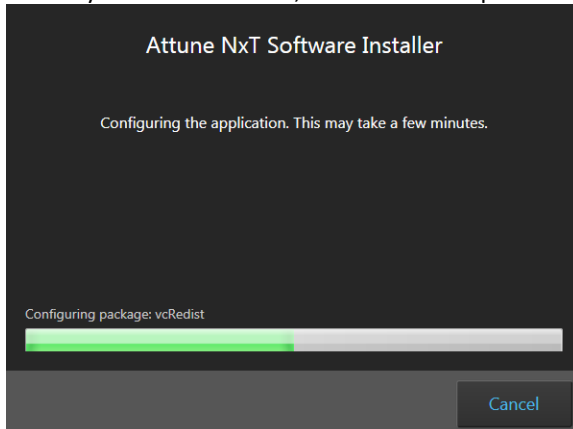 Attune NxT Software Installer
Configuring the application. This may take a few minutes.
Configuring package: vcRedist
Cancel